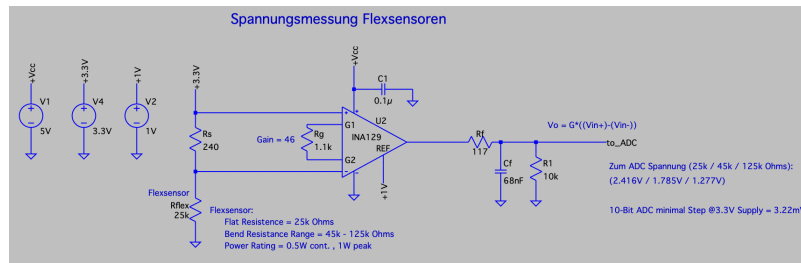 Spannungsmessung Flexsensoren
+Vcc
+3.3V
+1V
+3.3V
+Vcc
V1
5V
V4
3.3V
V2
1V
C1
0.1µ
Rs
240
Gain = 46
Rg
1.1k
G1
G2
U2
INA129
REF
+1V
Rf
117
Cf
68nF
R1
10k
Vo = G*((Vin+)-(Vin-))
to_ADC
Zum ADC Spannung (25k / 45k / 125k Ohms):
(2.416V / 1.785V / 1.277V)
10-Bit ADC minimal Step @3.3V Supply = 3.22mV
Flexsensor
Rflex
25k
Flexsensor:
Flat Resistence = 25k Ohms
Bend Resistance Range = 45k - 125k Ohms
Power Rating = 0.5W cont. , 1W peak